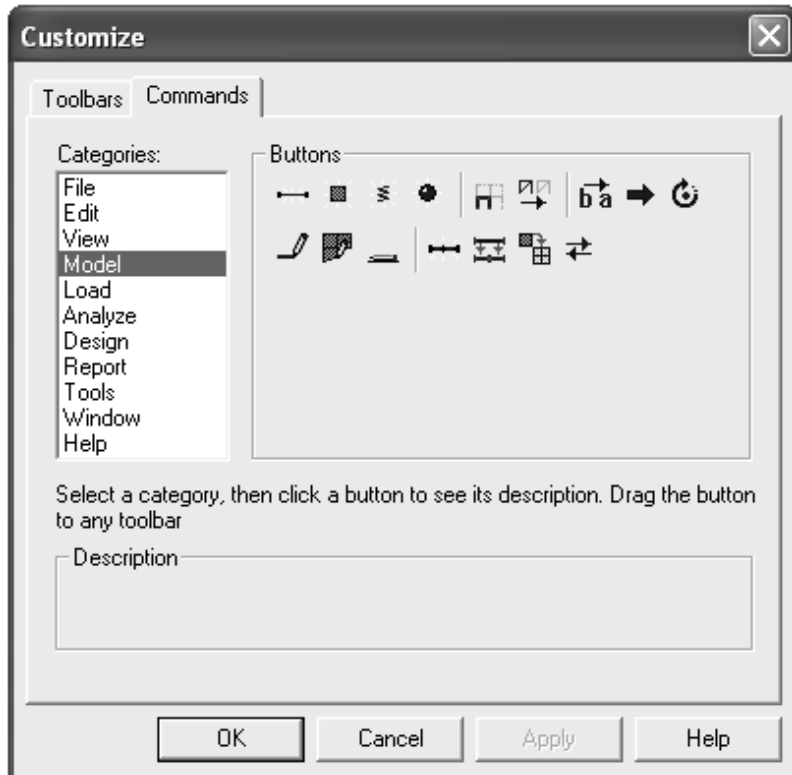 Customize
Toolbars Commands
Categories:
Buttons
File
Edit
View
Model
Load
Analyze
Design
Report
Tools
Window
Help
b a
Select a category, then click a button to see its description. Drag the button
to any toolbar
Description
OK Cancel Apply Help